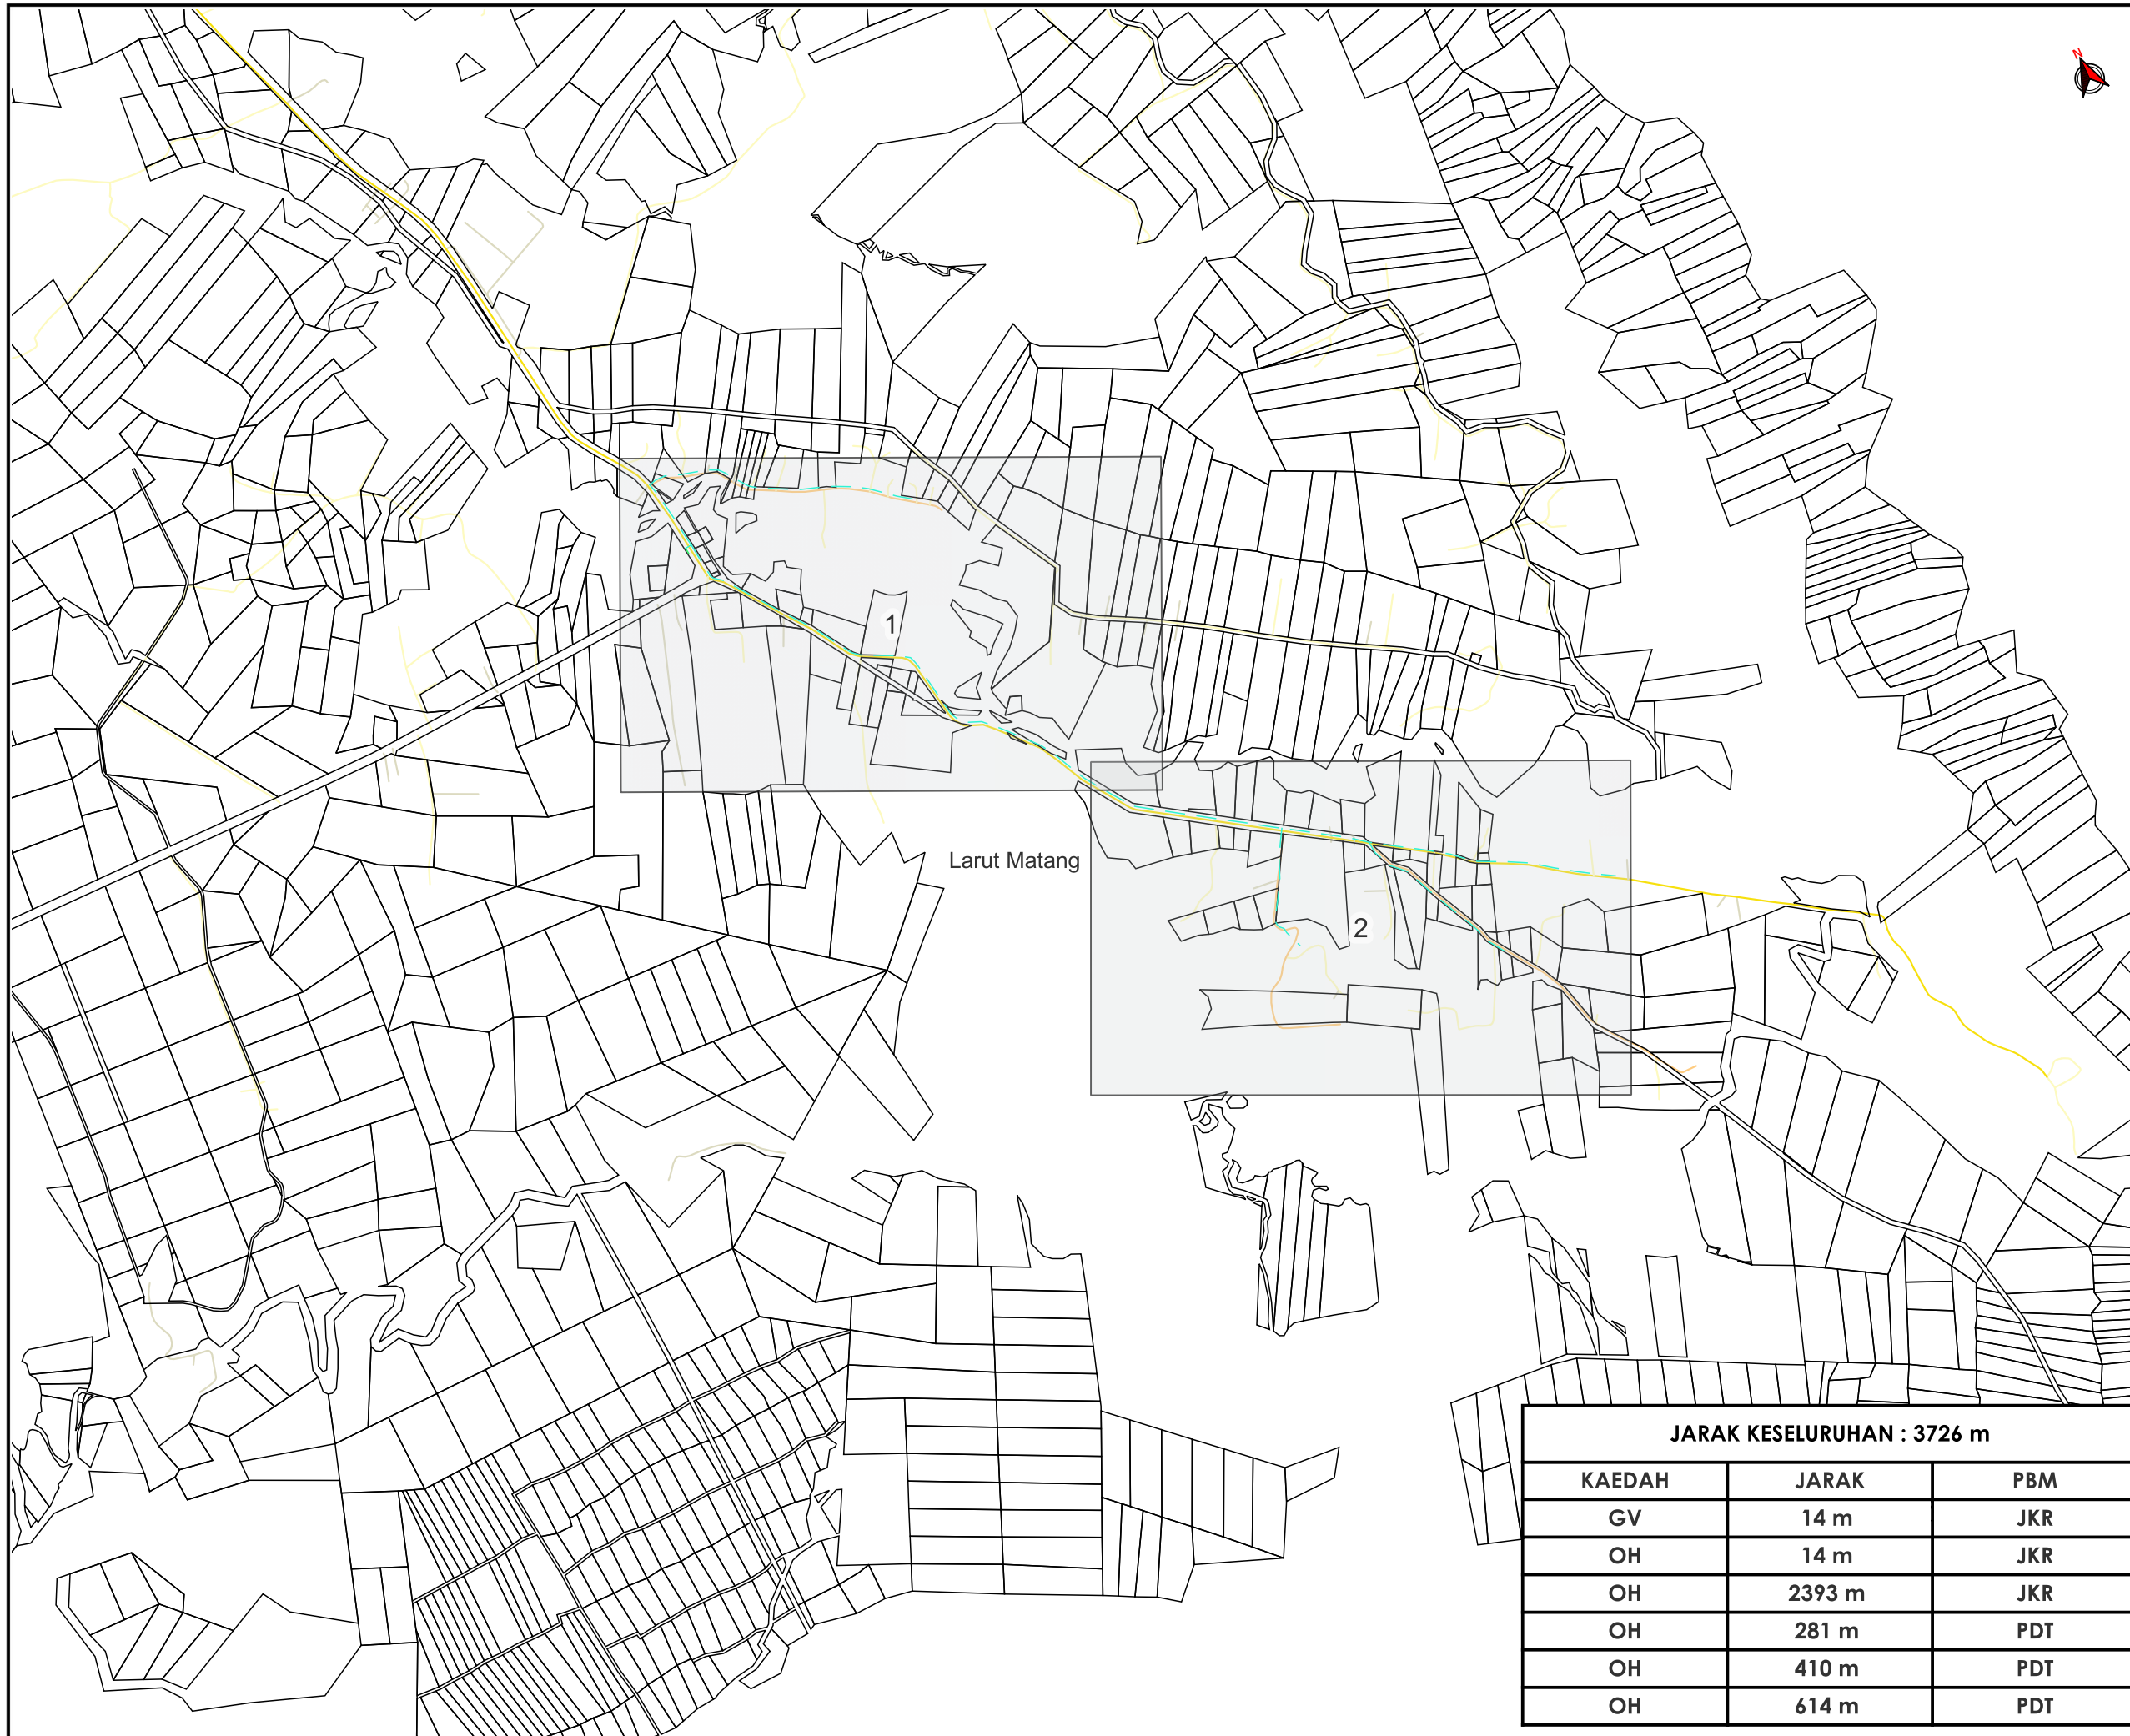 N
1
Larut Matang
2
JARAK KESELURUHAN : 3726 m
KAEDAH JARAK PBM
GV 14 m JKR
OH 14 m JKR
OH 2393 m JKR
OH 281 m PDT
OH 410 m PDT
OH 614 m PDT